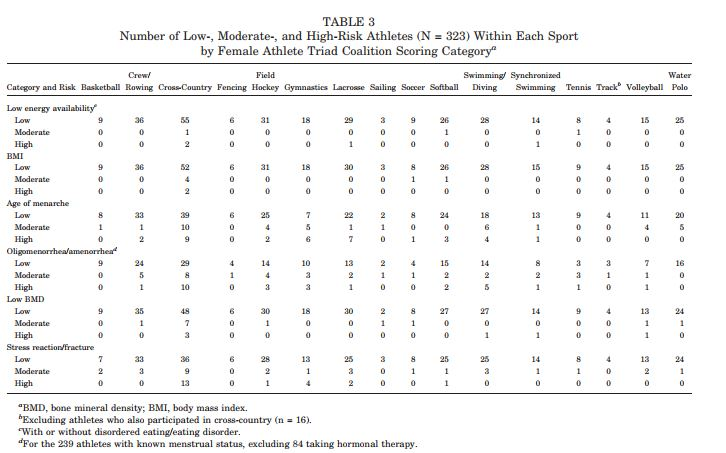 TABLE 3
Number of Low-, Moderate-, and High-Risk Athletes (N = 323) Within Each Sport
by Female Athlete Triad Coalition Scoring Category^a
Category and Risk Basketball Crew/Rowing Cross-Country Fencing Field Hockey Gymnastics Lacrosse Sailing Soccer Softball Swimming/Diving Synchronized Swimming Tennis Track^b Volleyball Water Polo
Low energy availability^c
Low 9 36 55 6 31 18 29 3 9 26 28 14 8 4 15 25
Moderate 0 0 1 0 0 0 0 0 0 1 0 0 1 0 0 0
High 0 0 2 0 0 0 1 0 0 0 0 1 0 0 0 0
BMI
Low 9 36 52 6 31 18 30 3 8 26 28 15 9 4 15 25
Moderate 0 0 4 0 0 0 0 0 1 1 0 0 0 0 0 0
High 0 0 2 0 0 0 0 0 0 0 0 0 0 0 0 0
Age of menarche
Low 8 33 39 6 25 7 22 2 8 24 18 13 9 4 11 20
Moderate 1 1 10 0 4 5 1 1 0 0 6 1 0 0 4 5
High 0 2 9 0 2 6 7 0 1 3 4 1 0 0 0 0
Oligomenorrhea/amenorrhea^d
Low 9 24 29 4 14 10 13 2 4 15 14 8 3 3 7 16
Moderate 0 5 8 1 4 3 2 1 1 2 2 2 3 1 1 0
High 0 1 10 0 3 3 1 0 0 2 5 1 1 0 1 0
Low BMD
Low 9 35 48 6 30 18 30 2 8 27 27 14 9 4 13 24
Moderate 0 1 7 0 1 0 0 1 1 0 0 0 0 0 1 1
High 0 0 3 0 0 0 0 0 0 0 1 1 0 0 1 0
Stress reaction/fracture
Low 7 33 36 6 28 13 25 3 8 25 25 14 8 4 13 24
Moderate 2 3 9 0 2 1 3 0 1 1 3 1 1 0 2 1
High 0 0 13 0 1 4 2 0 0 1 0 0 0 0 0 0
^aBMD, bone mineral density; BMI, body mass index.
^bExcluding athletes who also participated in cross-country (n = 16).
^cWith or without disordered eating/eating disorder.
^dFor the 239 athletes with known menstrual status, excluding 84 taking hormonal therapy.